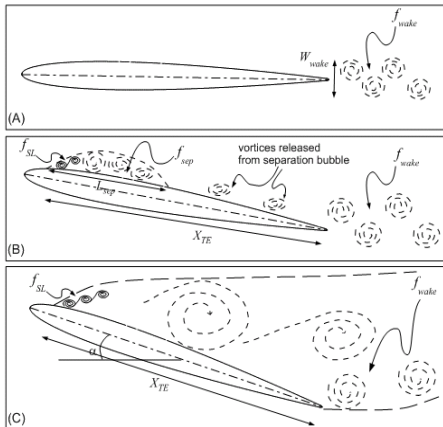 f_wake
W_wake
(A)
f_SL
f_sep
L_sep
vortices released
from separation bubble
f_wake
X_TE
(B)
f_SL
f_wake
α
X_TE
(C)